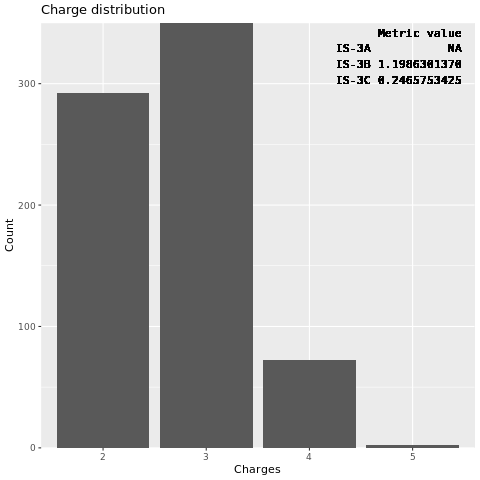 Charge distribution
Metric value
IS-3A NA
IS-3B 1.1986301370
IS-3C 0.2465753425
300
200
100
0
Count
2 3 4 5
Charges